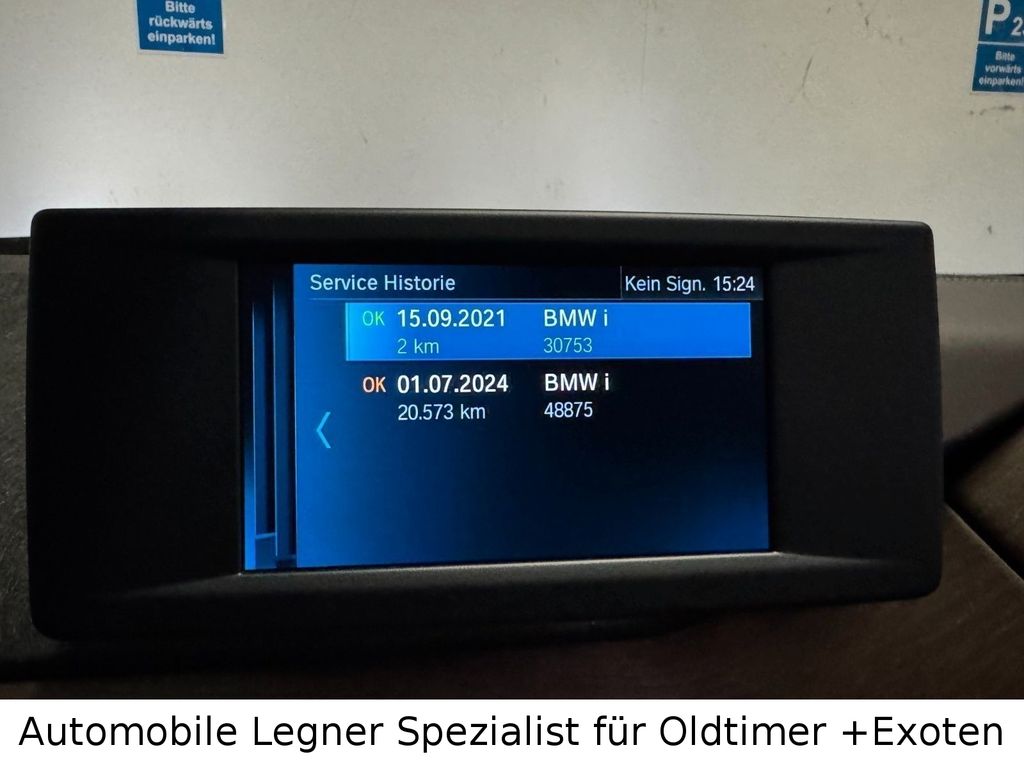 Bitte
rückwärts
einparken!
P 2
Bitte
vorwärts
einparken!
Service Historie
Kein Sign. 15:24
OK 15.09.2021 BMW i
2 km 30753
OK 01.07.2024 BMW i
20.573 km 48875
Automobile Legner Spezialist für Oldtimer +Exoten